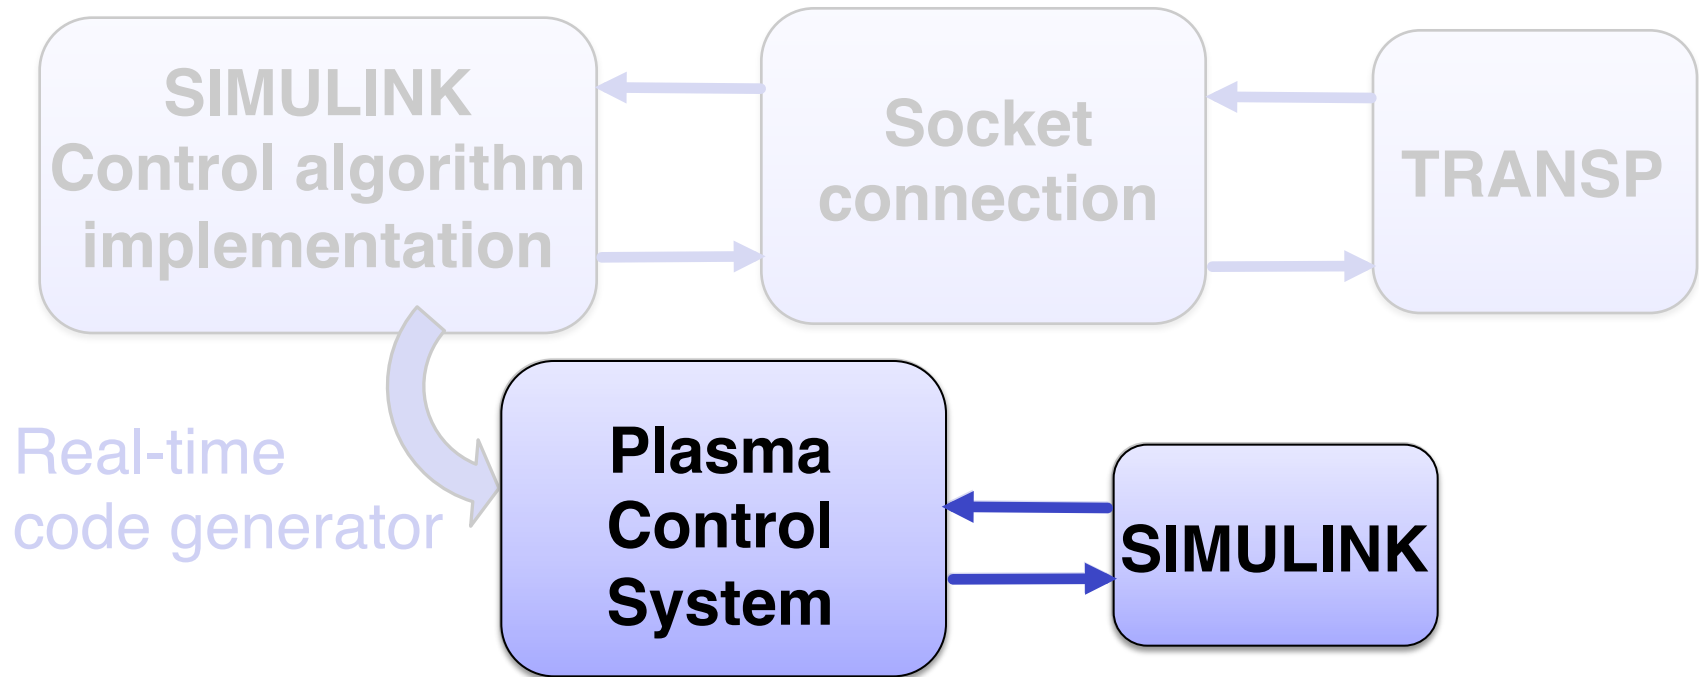 SIMULINK
Control algorithm
implementation
Socket
connection
TRANSP
Real-time
code generator
Plasma
Control
System
SIMULINK